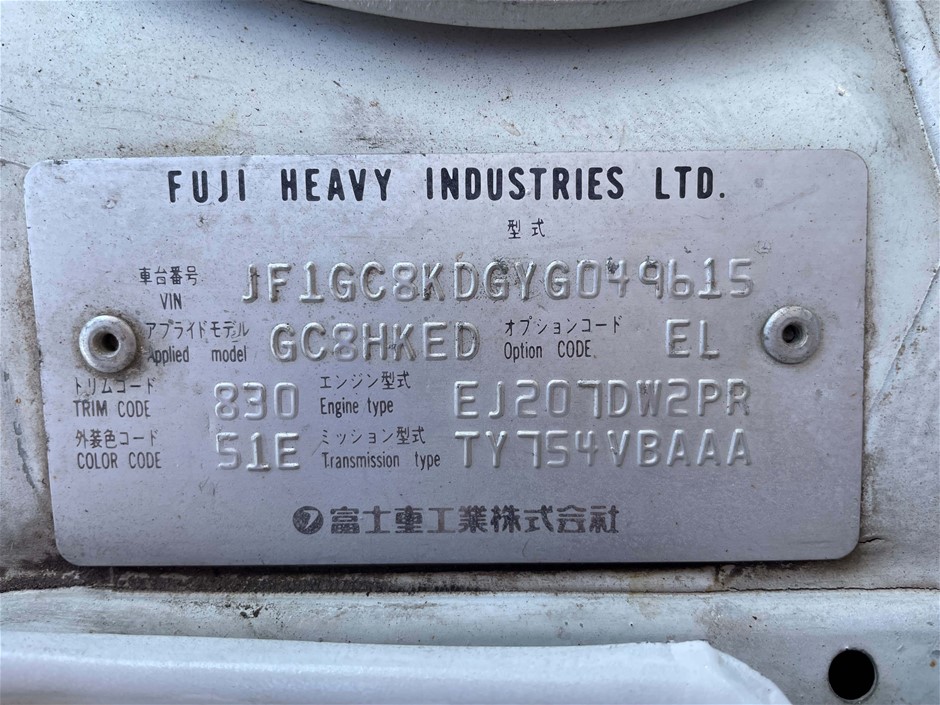 FUJI HEAVY INDUSTRIES LTD.
型式
車台番号 VIN JF1GC8KDGYG049615
アプライドモデル Applied model GC8HKED オプションコード Option CODE EL
トリムコード TRIM CODE 830 エンジン型式 Engine type EJ207DW2PR
外装色コード COLOR CODE 51E ミッション型式 Transmission type TY754VBAAA
富士重工業株式会社